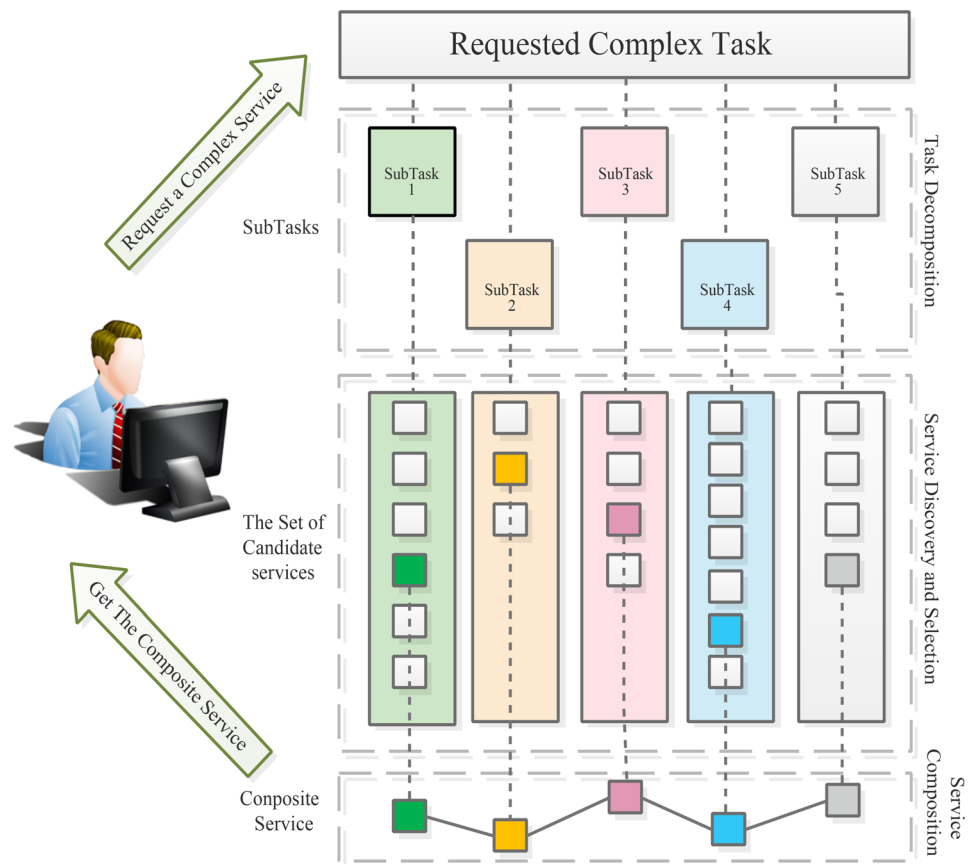 Requested Complex Task
Request a Complex Service
SubTask
1
SubTask
3
SubTask
5
Task Decomposition
SubTasks
SubTask
2
SubTask
4
The Set of
Candidate
services
Service Discovery and Selection
Get The Composite Service
Conposite
Service
Service
Composition